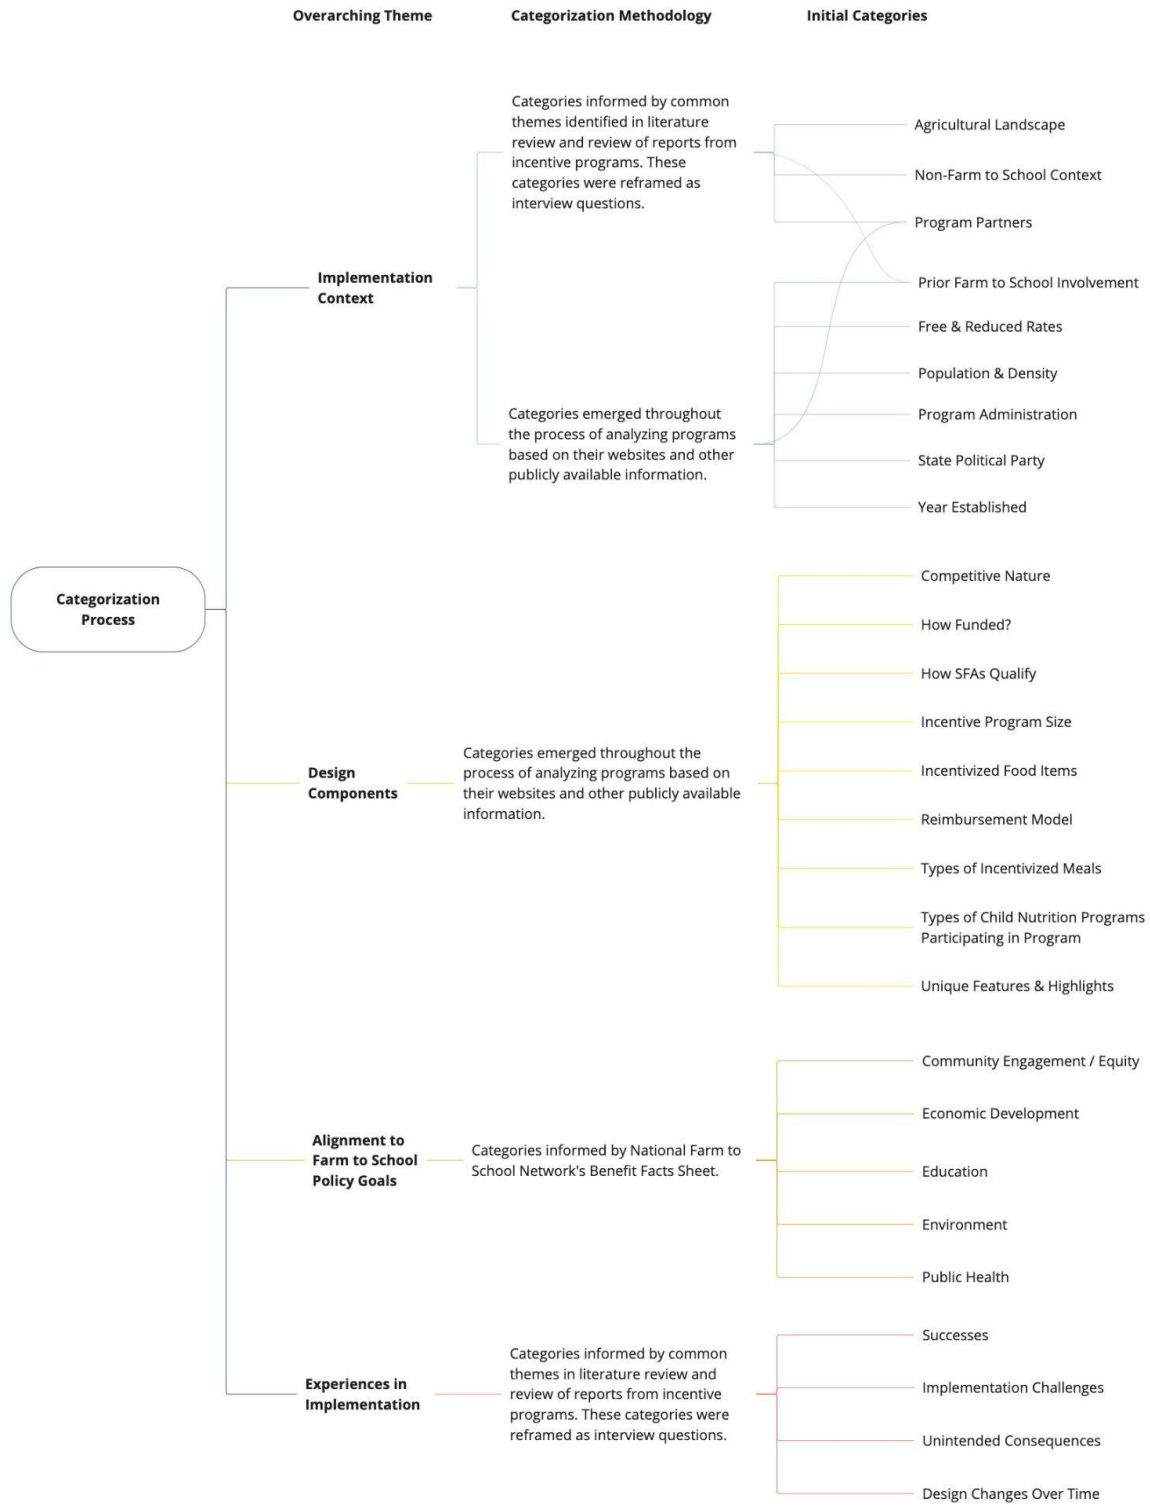 Overarching Theme
Categorization Methodology
Initial Categories
Categorization
Process
Implementation
Context
Categories informed by common
themes identified in literature
review and review of reports from
incentive programs. These
categories were reframed as
interview questions.
Agricultural Landscape
Non-Farm to School Context
Program Partners
Categories emerged throughout
the process of analyzing programs
based on their websites and other
publicly available information.
Prior Farm to School Involvement
Free & Reduced Rates
Population & Density
Program Administration
State Political Party
Year Established
Design
Components
Categories emerged throughout the
process of analyzing programs based on
their websites and other publicly available
information.
Competitive Nature
How Funded?
How SFAs Qualify
Incentive Program Size
Incentivized Food Items
Reimbursement Model
Types of Incentivized Meals
Types of Child Nutrition Programs
Participating in Program
Unique Features & Highlights
Alignment to
Farm to School
Policy Goals
Categories informed by National Farm to
School Network's Benefit Facts Sheet.
Community Engagement / Equity
Economic Development
Education
Environment
Public Health
Experiences in
Implementation
Categories informed by common
themes in literature review and
review of reports from incentive
programs. These categories were
reframed as interview questions.
Successes
Implementation Challenges
Unintended Consequences
Design Changes Over Time